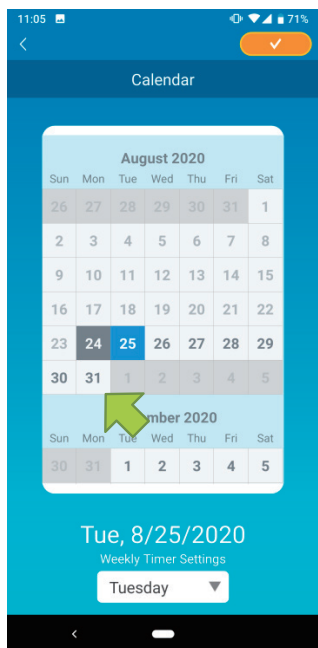 11:05 71%
Calendar
August 2020
Sun Mon Tue Wed Thu Fri Sat
26 27 28 29 30 31 1
2 3 4 5 6 7 8
9 10 11 12 13 14 15
16 17 18 19 20 21 22
23 24 25 26 27 28 29
30 31 1 2 3 4 5
mber 2020
Sun Mon Tue Wed Thu Fri Sat
30 31 1 2 3 4 5
Tue, 8/25/2020
Weekly Timer Settings
Tuesday